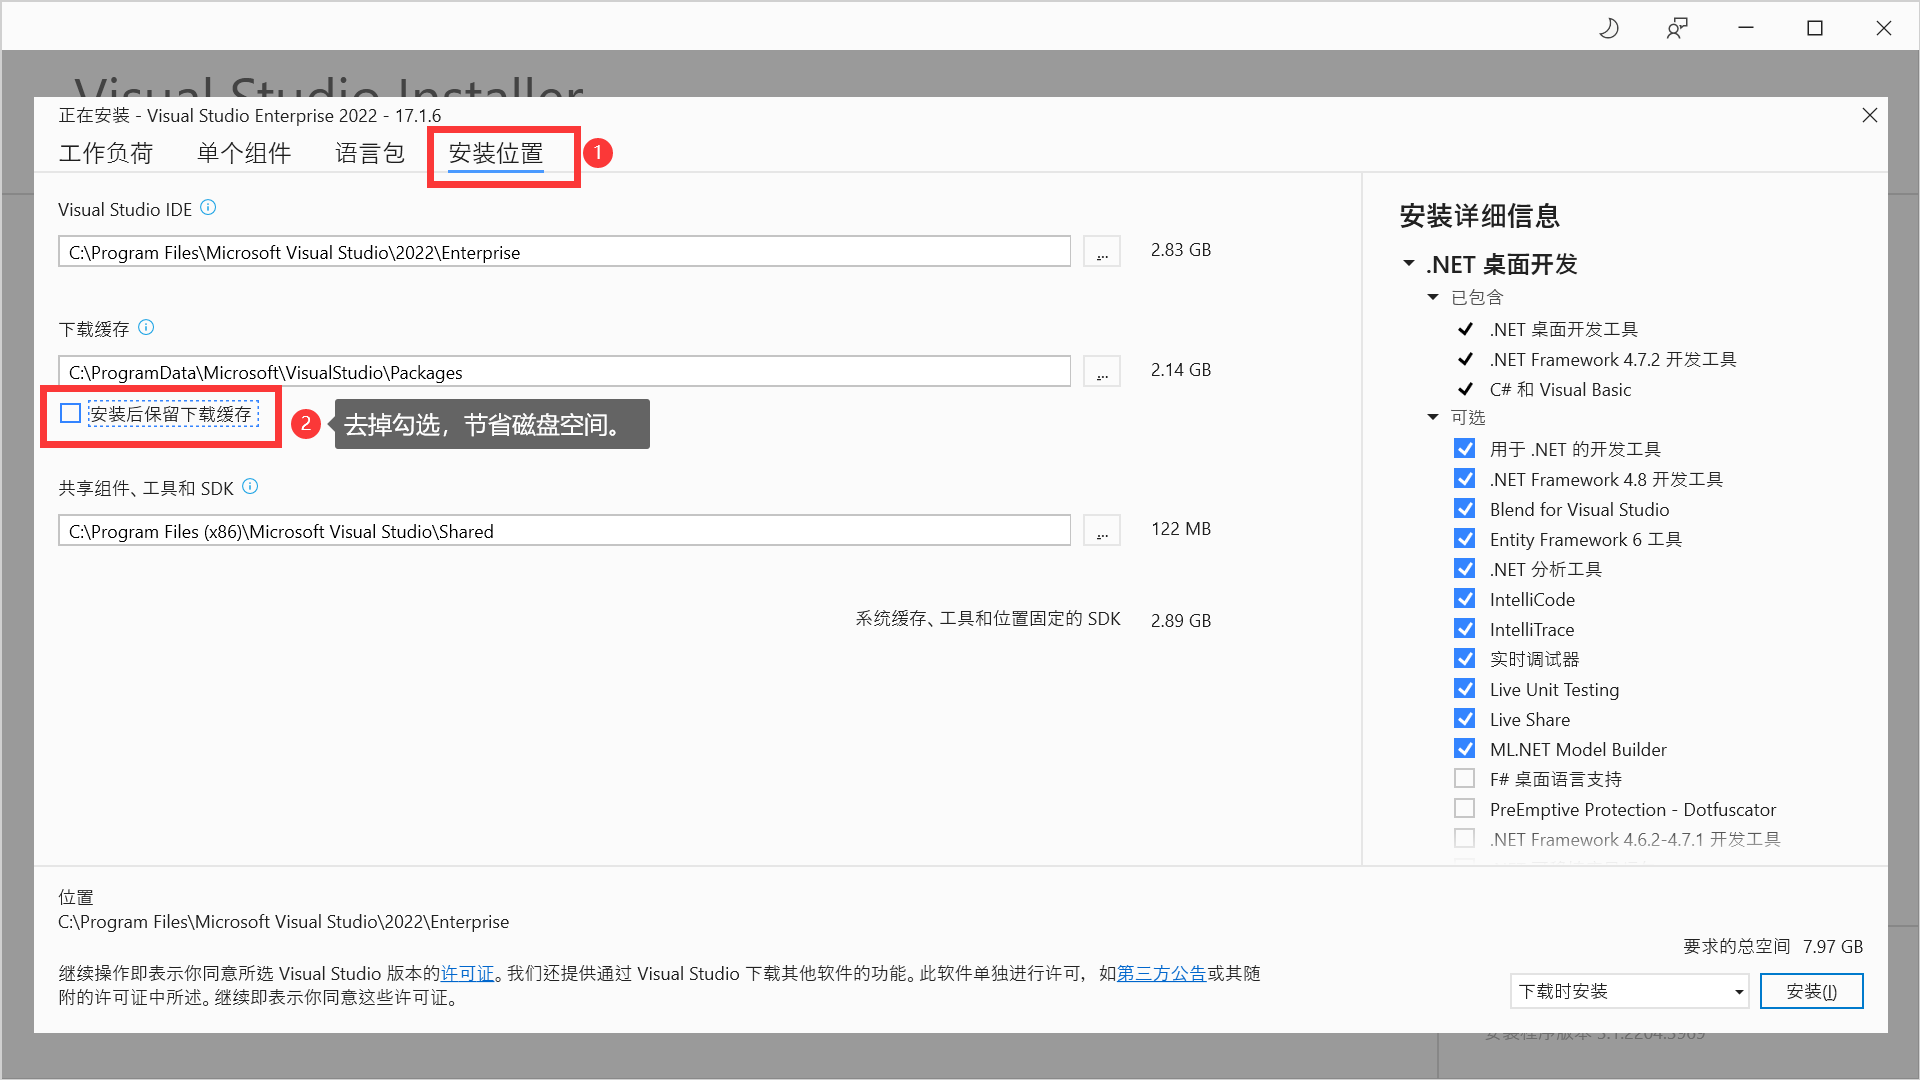 Visual Studio Installer
正在安装 - Visual Studio Enterprise 2022 - 17.1.6
工作负荷 单个组件 语言包 安装位置 1
Visual Studio IDE
C:\Program Files\Microsoft Visual Studio\2022\Enterprise ... 2.83 GB
下载缓存
C:\ProgramData\Microsoft\VisualStudio\Packages ... 2.14 GB
安装后保留下载缓存 2 去掉勾选，节省磁盘空间。
共享组件、工具和 SDK
C:\Program Files (x86)\Microsoft Visual Studio\Shared ... 122 MB
系统缓存、工具和位置固定的 SDK 2.89 GB
安装详细信息
.NET 桌面开发
已包含
.NET 桌面开发工具
.NET Framework 4.7.2 开发工具
C# 和 Visual Basic
可选
用于 .NET 的开发工具
.NET Framework 4.8 开发工具
Blend for Visual Studio
Entity Framework 6 工具
.NET 分析工具
IntelliCode
IntelliTrace
实时调试器
Live Unit Testing
Live Share
ML.NET Model Builder
F# 桌面语言支持
PreEmptive Protection - Dotfuscator
.NET Framework 4.6.2-4.7.1 开发工具
位置
C:\Program Files\Microsoft Visual Studio\2022\Enterprise
继续操作即表示你同意所选 Visual Studio 版本的许可证。我们还提供通过 Visual Studio 下载其他软件的功能。此软件单独进行许可，如第三方公告或其随
附的许可证中所述。继续即表示你同意这些许可证。
要求的总空间 7.97 GB
下载时安装 安装(I)